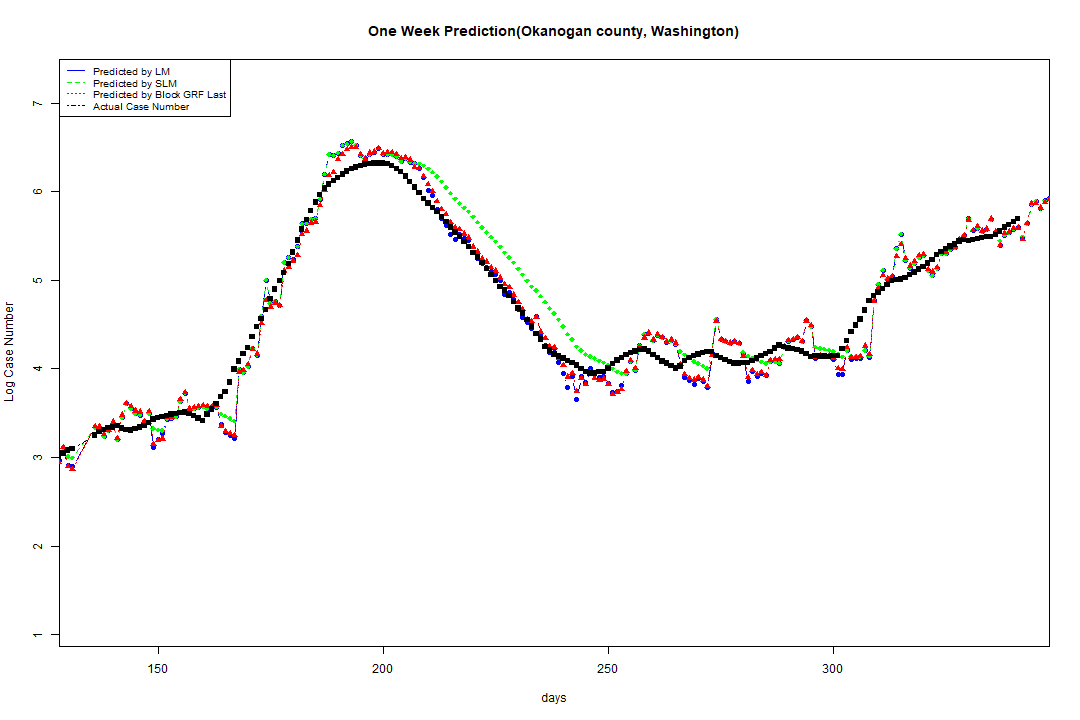 One Week Prediction(Okanogan county, Washington)
Predicted by LM
Predicted by SLM
Predicted by Block GRF Last
Actual Case Number
7
6
5
4
3
2
1
Log Case Number
150 200 250 300
days